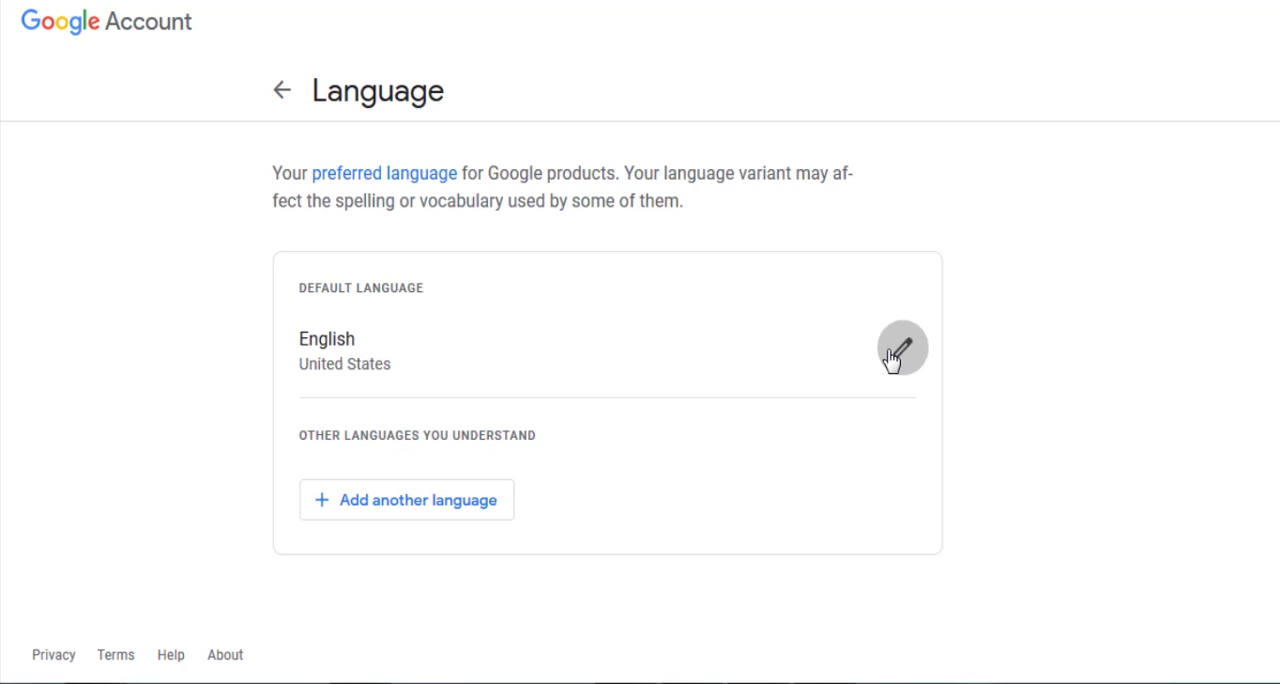 Google Account
Language
Your preferred language for Google products. Your language variant may af-
fect the spelling or vocabulary used by some of them.
DEFAULT LANGUAGE
English
United States
OTHER LANGUAGES YOU UNDERSTAND
+ Add another language
Privacy Terms Help About